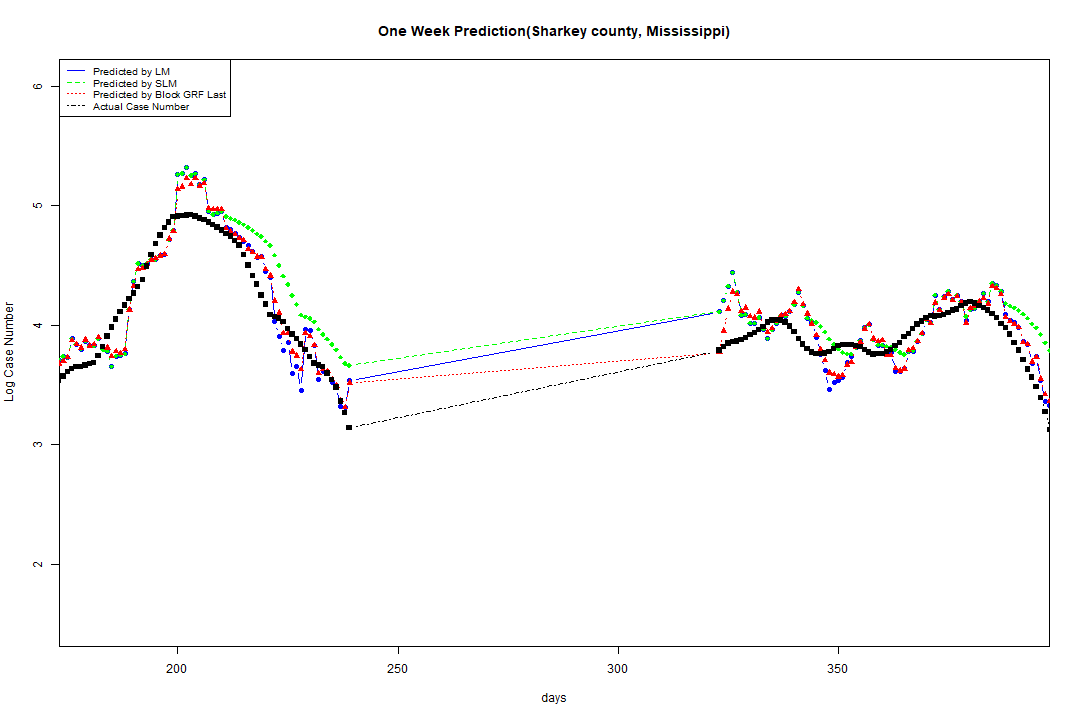 One Week Prediction(Sharkey county, Mississippi)
Predicted by LM
Predicted by SLM
Predicted by Block GRF Last
Actual Case Number
6
5
4
3
2
Log Case Number
200 250 300 350
days